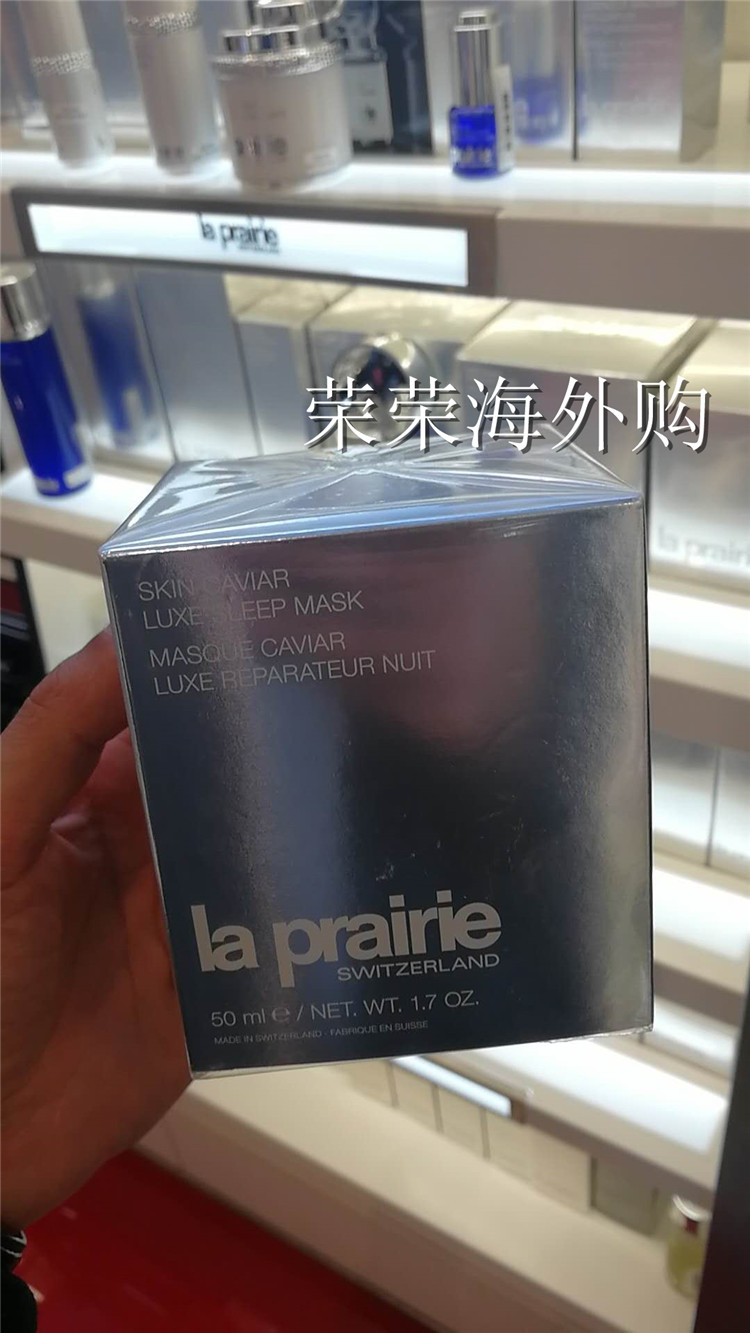 la prairie
荣荣海外购
la prairie
SKIN CAVIAR
LUXE SLEEP MASK
MASQUE CAVIAR
LUXE REPARATEUR NUIT
la prairie
SWITZERLAND
50 ml e / NET. WT. 1.7 OZ.
MADE IN SWITZERLAND - FABRIQUE EN SUISSE